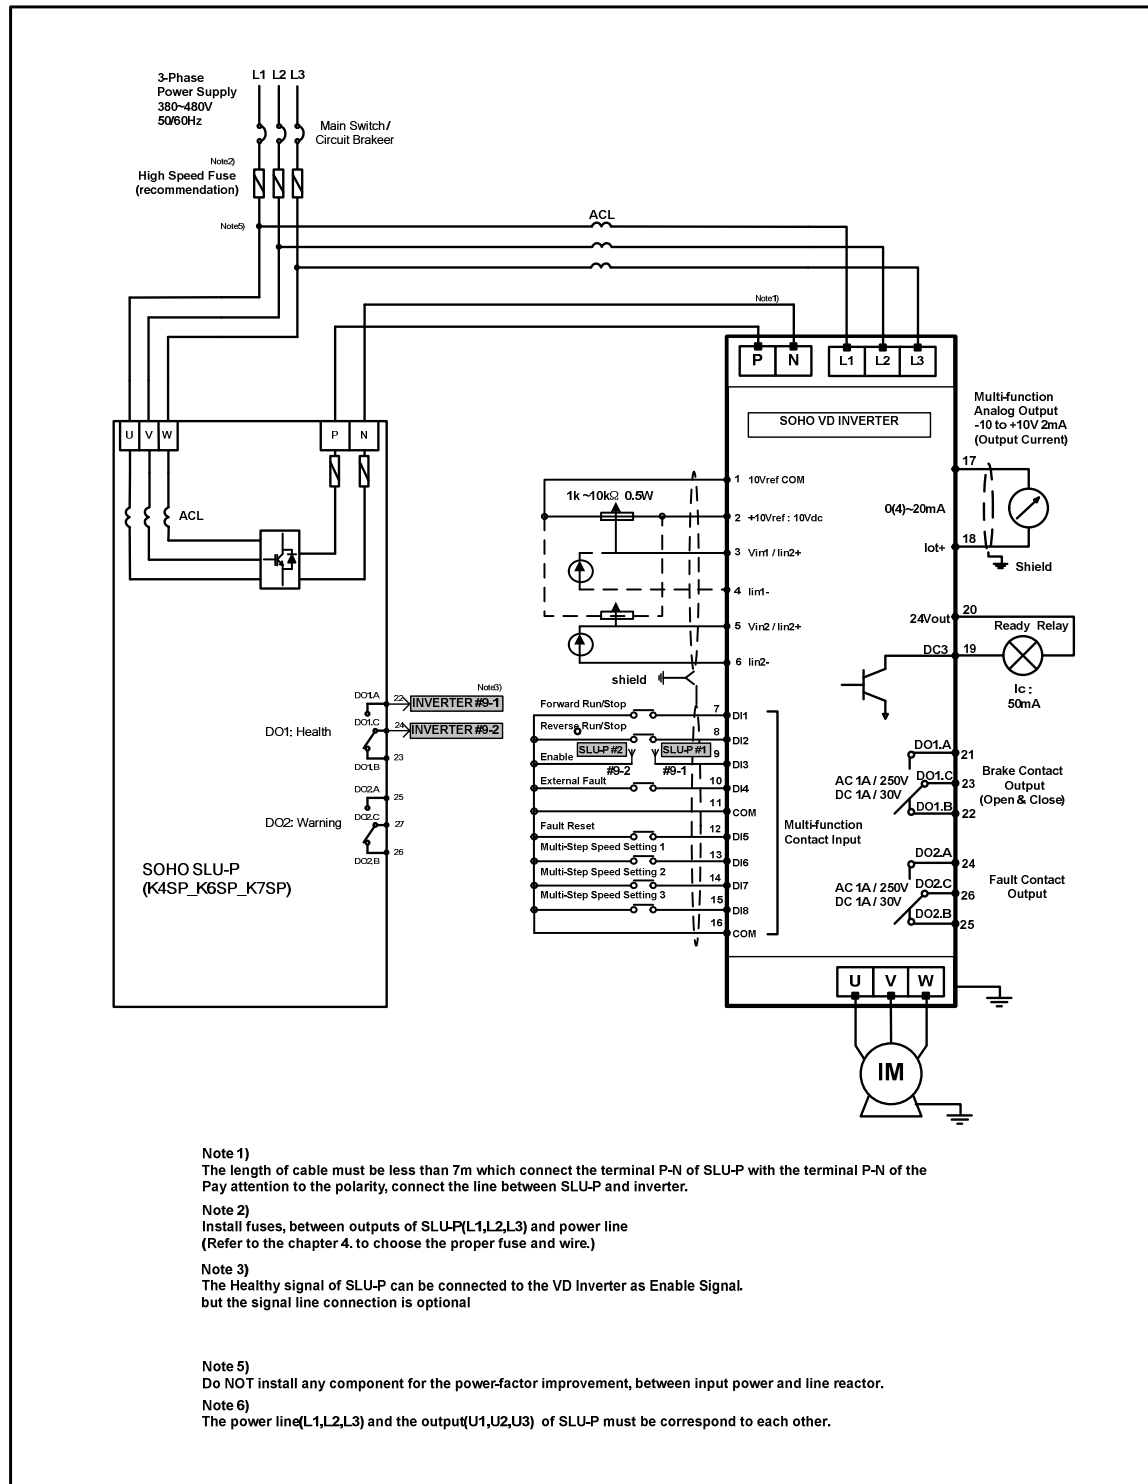 3-Phase
Power Supply
380~480V
50/60Hz
L1 L2 L3
Main Switch/
Circuit Brakeer
Note2)
High Speed Fuse
(recommendation)
Note5)
ACL
Note1)
P N L1 L2 L3
SOHO VD INVERTER
U V W P N
ACL
Multi-function
Analog Output
-10 to +10V 2mA
(Output Current)
17
0(4)~20mA
18
Iot+
Shield
1 10Vref COM
1k ~10kΩ 0.5W
2 +10Vref : 10Vdc
3 Vin1 / Iin2+
4 Iin1-
5 Vin2 / Iin2+
6 Iin2-
shield
20
24Vout
Ready Relay
DC3 19
Ic :
50mA
Note3)
DO1.A 22 INVERTER #9-1
DO1: Health
DO1.C 24 INVERTER #9-2
DO1.B 23
DO2.A 25
DO2: Warning
DO2.C 27
DO2.B 26
SOHO SLU-P
(K4SP_K6SP_K7SP)
Forward Run/Stop 7 DI1
Reverse Run/Stop 8 DI2
SLU-P #2 SLU-P #1
Enable #9-2 #9-1 9 DI3
External Fault 10 DI4
11 COM
Fault Reset 12 DI5
Multi-Step Speed Setting 1 13 DI6
Multi-Step Speed Setting 2 14 DI7
Multi-Step Speed Setting 3 15 DI8
16 COM
Multi-function
Contact Input
DO1.A 21
AC 1A / 250V
DC 1A / 30V
DO1.C 23
DO1.B 22
Brake Contact
Output
(Open & Close)
DO2.A 24
AC 1A / 250V
DC 1A / 30V
DO2.C 26
DO2.B 25
Fault Contact
Output
U V W
IM
Note 1)
The length of cable must be less than 7m which connect the terminal P-N of SLU-P with the terminal P-N of the
Pay attention to the polarity, connect the line between SLU-P and inverter.
Note 2)
Install fuses, between outputs of SLU-P(L1,L2,L3) and power line
(Refer to the chapter 4. to choose the proper fuse and wire.)
Note 3)
The Healthy signal of SLU-P can be connected to the VD Inverter as Enable Signal.
but the signal line connection is optional
Note 5)
Do NOT install any component for the power-factor improvement, between input power and line reactor.
Note 6)
The power line(L1,L2,L3) and the output(U1,U2,U3) of SLU-P must be correspond to each other.